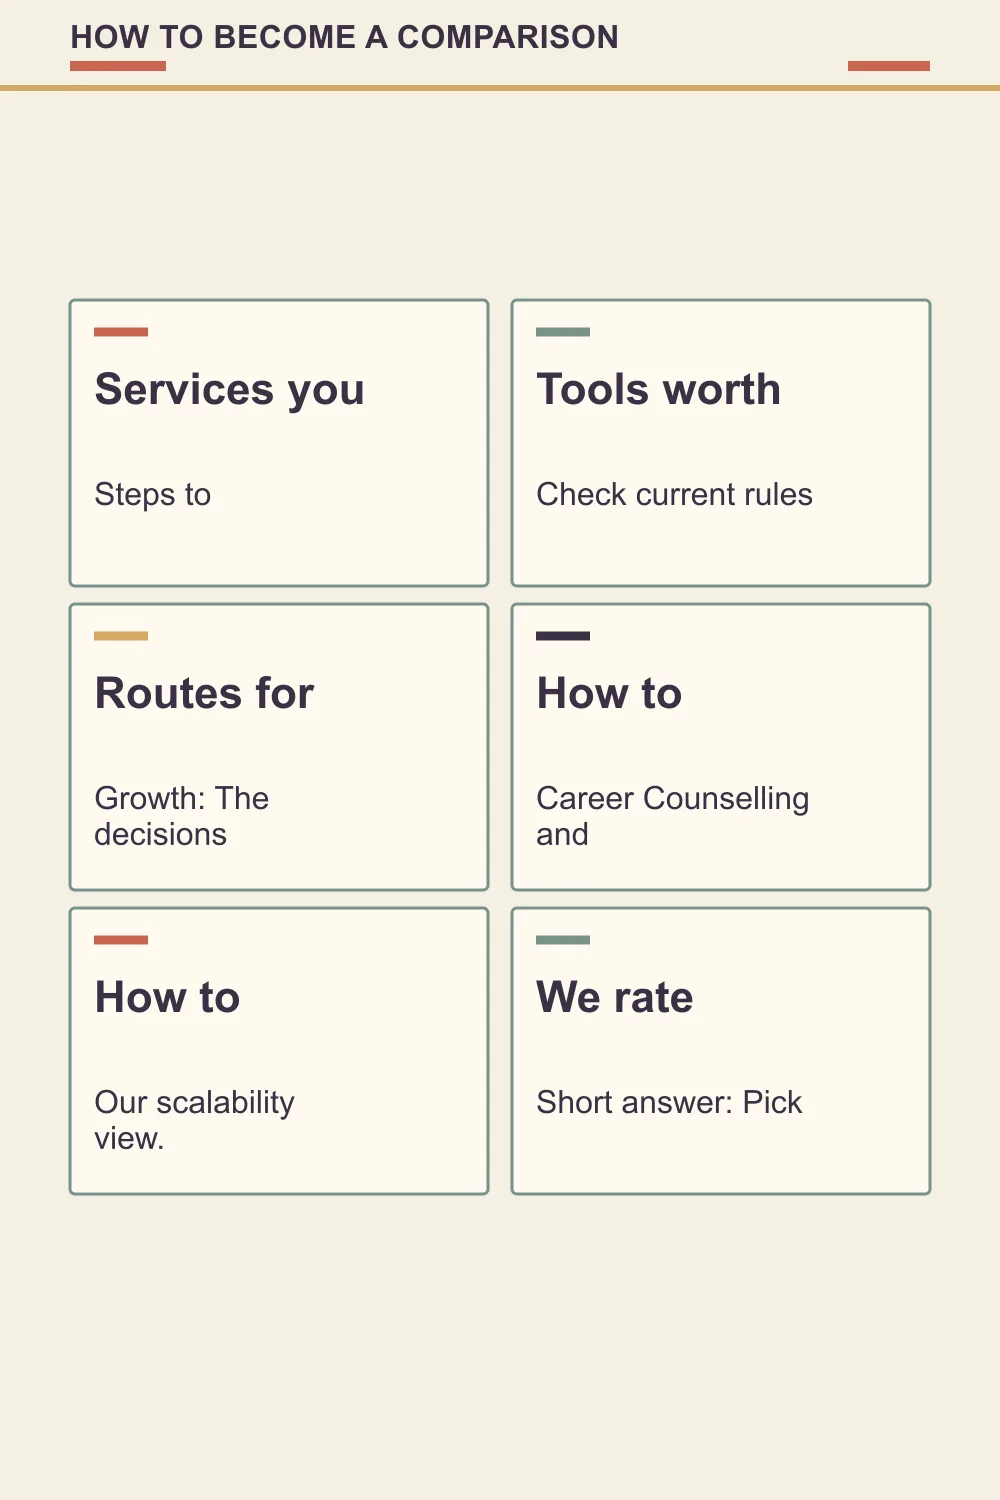 HOW TO BECOME A COMPARISON
Services you
Steps to
Tools worth
Check current rules
Routes for
Growth: The
decisions
How to
Career Counselling
and
How to
Our scalability
view.
We rate
Short answer: Pick